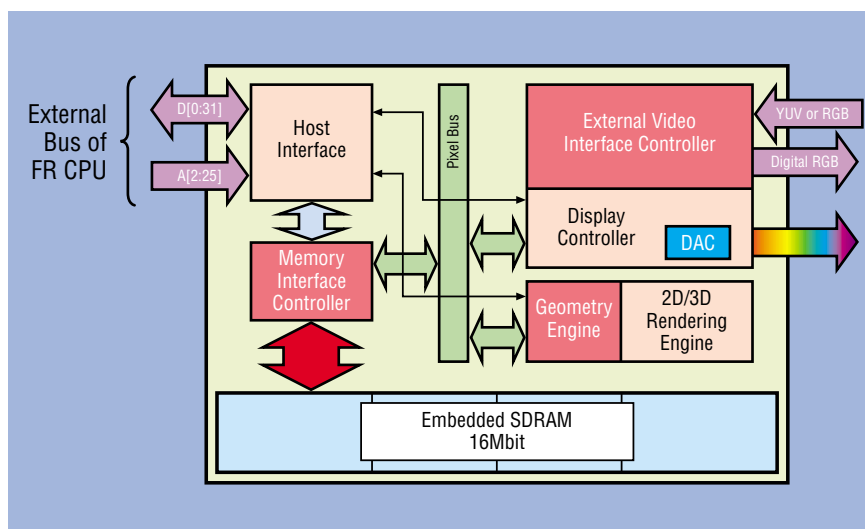 External
Bus of
FR CPU
D[0:31]
A[2:25]
Host
Interface
Memory
Interface
Controller
Pixel Bus
External Video
Interface Controller
YUV or RGB
Digital RGB
Display
Controller
DAC
Geometry
Engine
2D/3D
Rendering
Engine
Embedded SDRAM
16Mbit